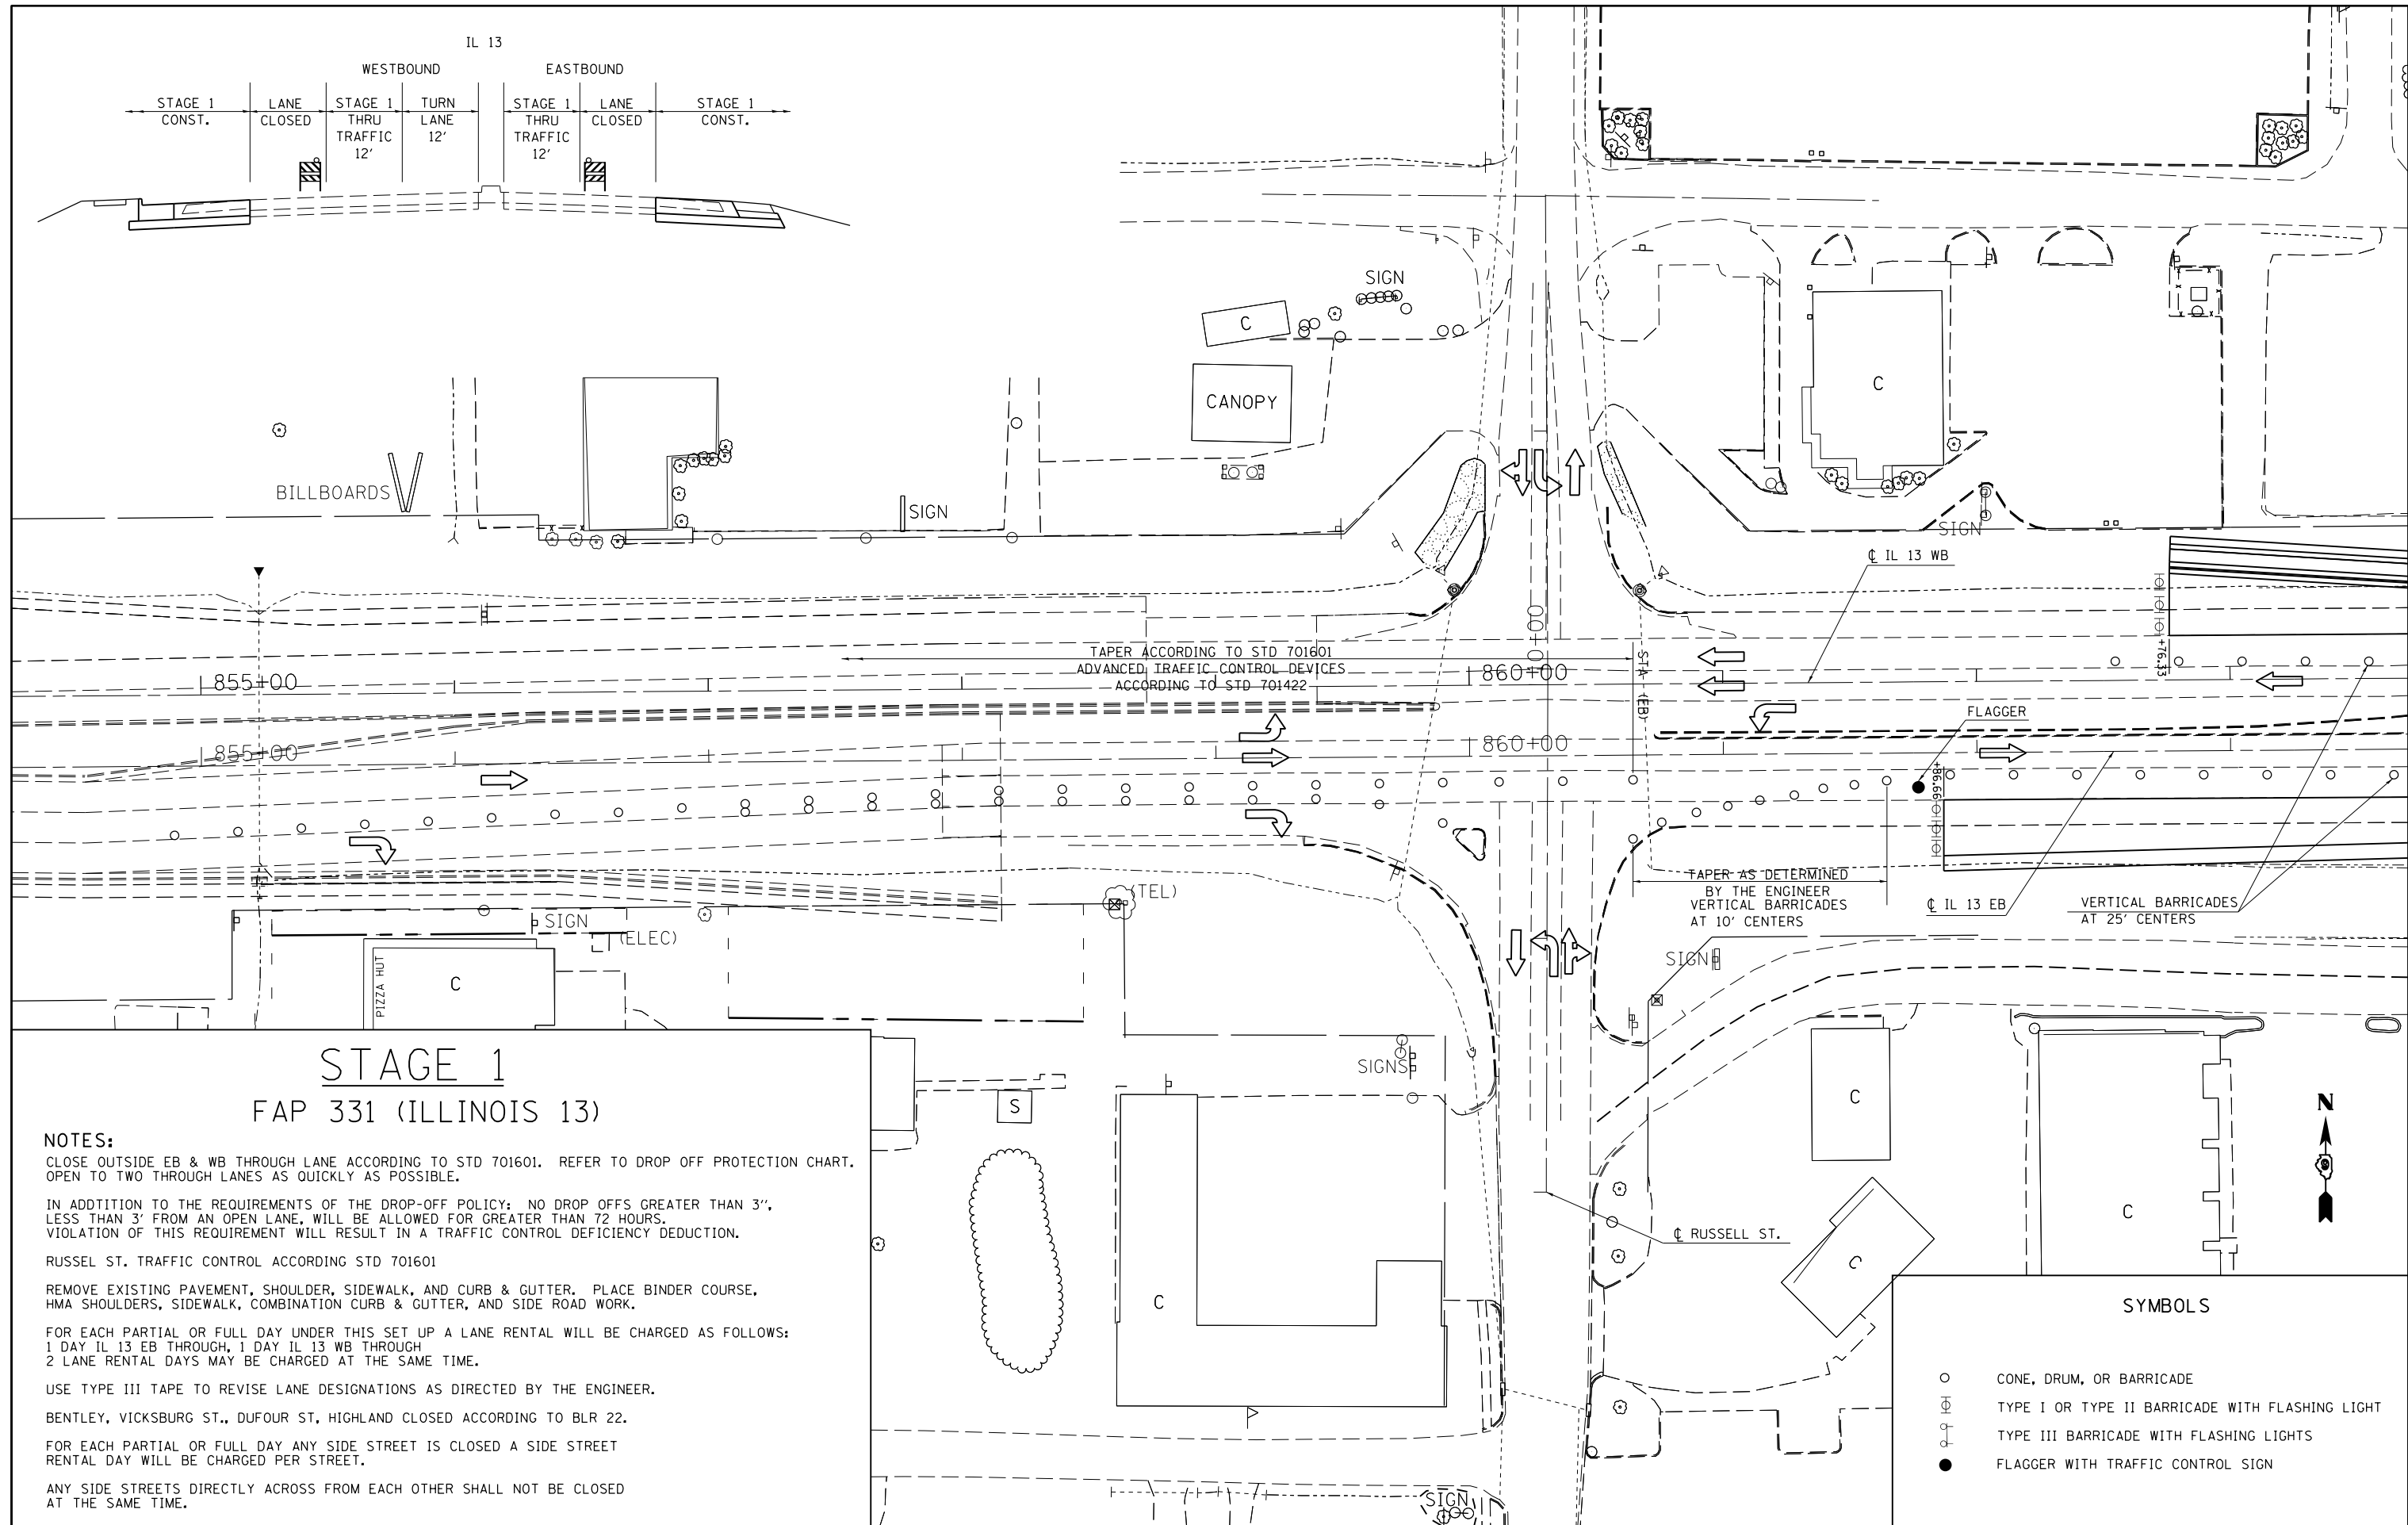 IL 13
WESTBOUND
EASTBOUND
STAGE 1
CONST.
LANE
CLOSED
STAGE 1
THRU
TRAFFIC
12'
TURN
LANE
12'
STAGE 1
THRU
TRAFFIC
12'
LANE
CLOSED
STAGE 1
CONST.
SIGN
C
CANOPY
C
BILLBOARDS
SIGN
SIGN
℄ IL 13 WB
0+00
+76.33
TAPER ACCORDING TO STD 701601
ADVANCED TRAFFIC CONTROL DEVICES
ACCORDING TO STD 701422
855+00
860+00
STA (EB)
FLAGGER
855+00
860+00
+86.66
TAPER AS DETERMINED
BY THE ENGINEER
VERTICAL BARRICADES
AT 10' CENTERS
℄ IL 13 EB
VERTICAL BARRICADES
AT 25' CENTERS
(TEL)
SIGN
(ELEC)
PIZZA HUT
C
SIGN
SIGNS
S
C
C
C
C
℄ RUSSELL ST.
N
SIGN
STAGE 1
FAP 331 (ILLINOIS 13)
NOTES:
CLOSE OUTSIDE EB & WB THROUGH LANE ACCORDING TO STD 701601. REFER TO DROP OFF PROTECTION CHART.
OPEN TO TWO THROUGH LANES AS QUICKLY AS POSSIBLE.
IN ADDTITION TO THE REQUIREMENTS OF THE DROP-OFF POLICY: NO DROP OFFS GREATER THAN 3'',
LESS THAN 3' FROM AN OPEN LANE, WILL BE ALLOWED FOR GREATER THAN 72 HOURS.
VIOLATION OF THIS REQUIREMENT WILL RESULT IN A TRAFFIC CONTROL DEFICIENCY DEDUCTION.
RUSSEL ST. TRAFFIC CONTROL ACCORDING STD 701601
REMOVE EXISTING PAVEMENT, SHOULDER, SIDEWALK, AND CURB & GUTTER. PLACE BINDER COURSE,
HMA SHOULDERS, SIDEWALK, COMBINATION CURB & GUTTER, AND SIDE ROAD WORK.
FOR EACH PARTIAL OR FULL DAY UNDER THIS SET UP A LANE RENTAL WILL BE CHARGED AS FOLLOWS:
1 DAY IL 13 EB THROUGH, 1 DAY IL 13 WB THROUGH
2 LANE RENTAL DAYS MAY BE CHARGED AT THE SAME TIME.
USE TYPE III TAPE TO REVISE LANE DESIGNATIONS AS DIRECTED BY THE ENGINEER.
BENTLEY, VICKSBURG ST., DUFOUR ST, HIGHLAND CLOSED ACCORDING TO BLR 22.
FOR EACH PARTIAL OR FULL DAY ANY SIDE STREET IS CLOSED A SIDE STREET
RENTAL DAY WILL BE CHARGED PER STREET.
ANY SIDE STREETS DIRECTLY ACROSS FROM EACH OTHER SHALL NOT BE CLOSED
AT THE SAME TIME.
SYMBOLS
CONE, DRUM, OR BARRICADE
TYPE I OR TYPE II BARRICADE WITH FLASHING LIGHT
TYPE III BARRICADE WITH FLASHING LIGHTS
FLAGGER WITH TRAFFIC CONTROL SIGN